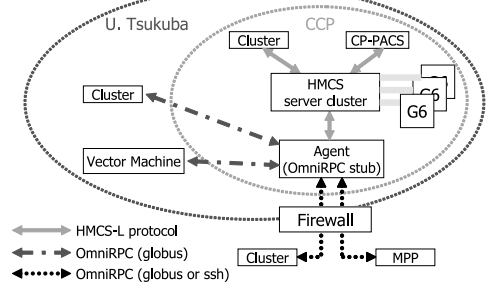 U. Tsukuba
CCP
Cluster
CP-PACS
Cluster
HMCS
server cluster
G6
G6
Vector Machine
Agent
(OmniRPC stub)
Firewall
HMCS-L protocol
OmniRPC (globus)
OmniRPC (globus or ssh)
Cluster
MPP